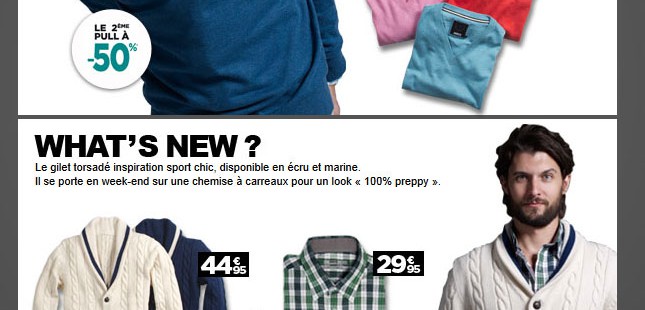 LE 2ÈME
PULL À
-50%
WHAT'S NEW ?
Le gilet torsadé inspiration sport chic, disponible en écru et marine.
Il se porte en week-end sur une chemise à carreaux pour un look « 100% preppy ».
44€95
29€95